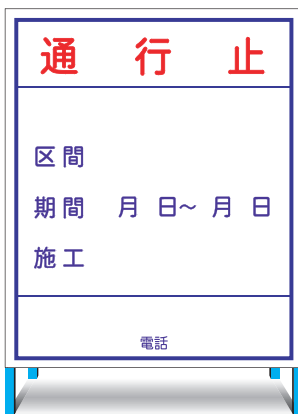 通行止
区間
期間 月 日～ 月 日
施工
電話